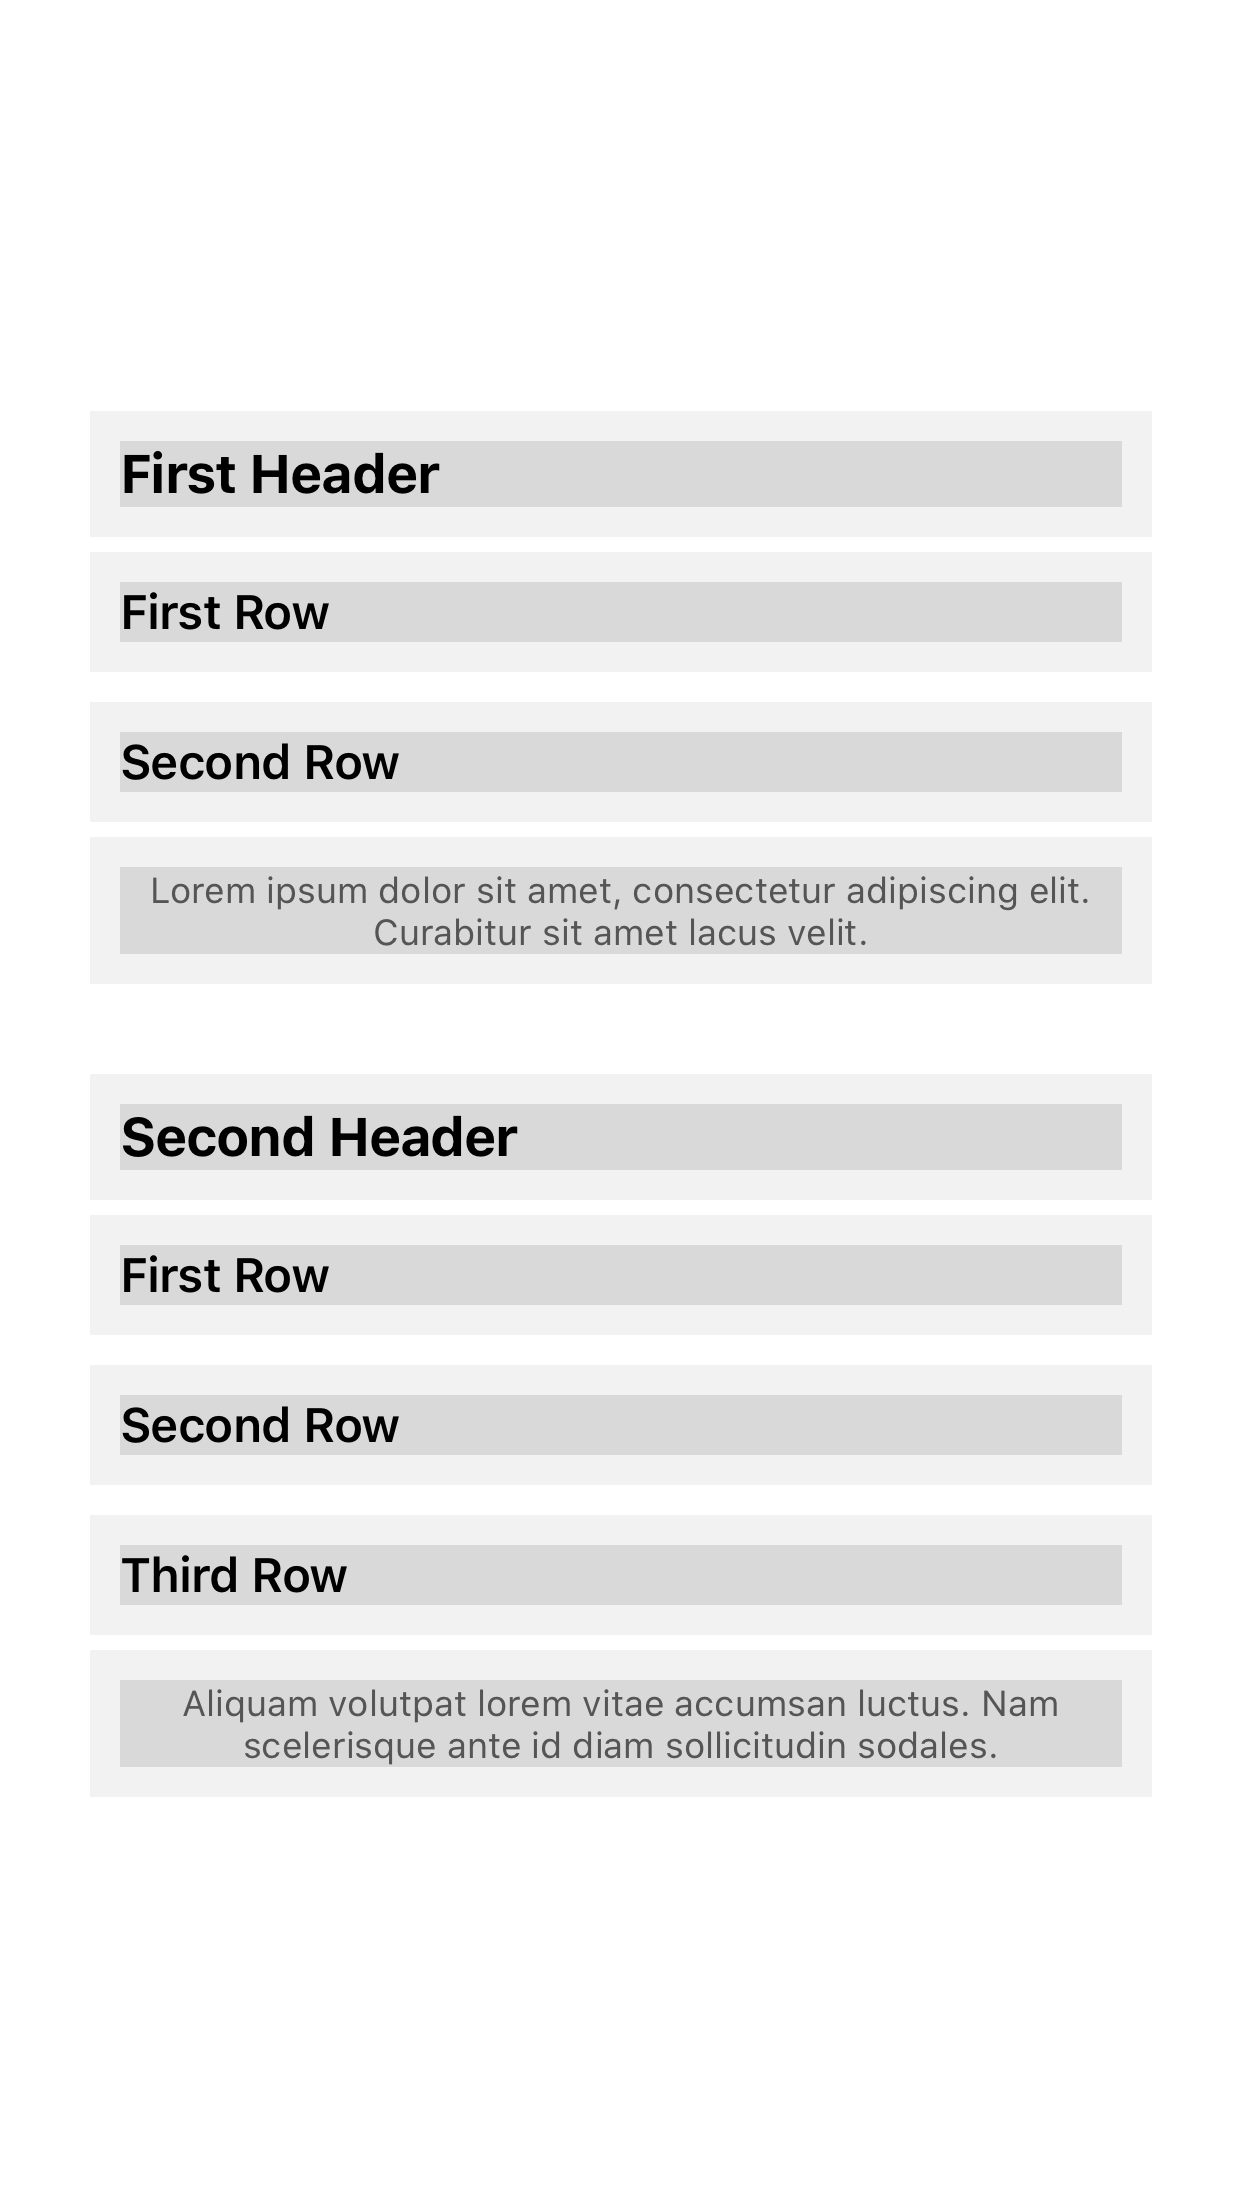 First Header
First Row
Second Row
Lorem ipsum dolor sit amet, consectetur adipiscing elit.
Curabitur sit amet lacus velit.
Second Header
First Row
Second Row
Third Row
Aliquam volutpat lorem vitae accumsan luctus. Nam
scelerisque ante id diam sollicitudin sodales.